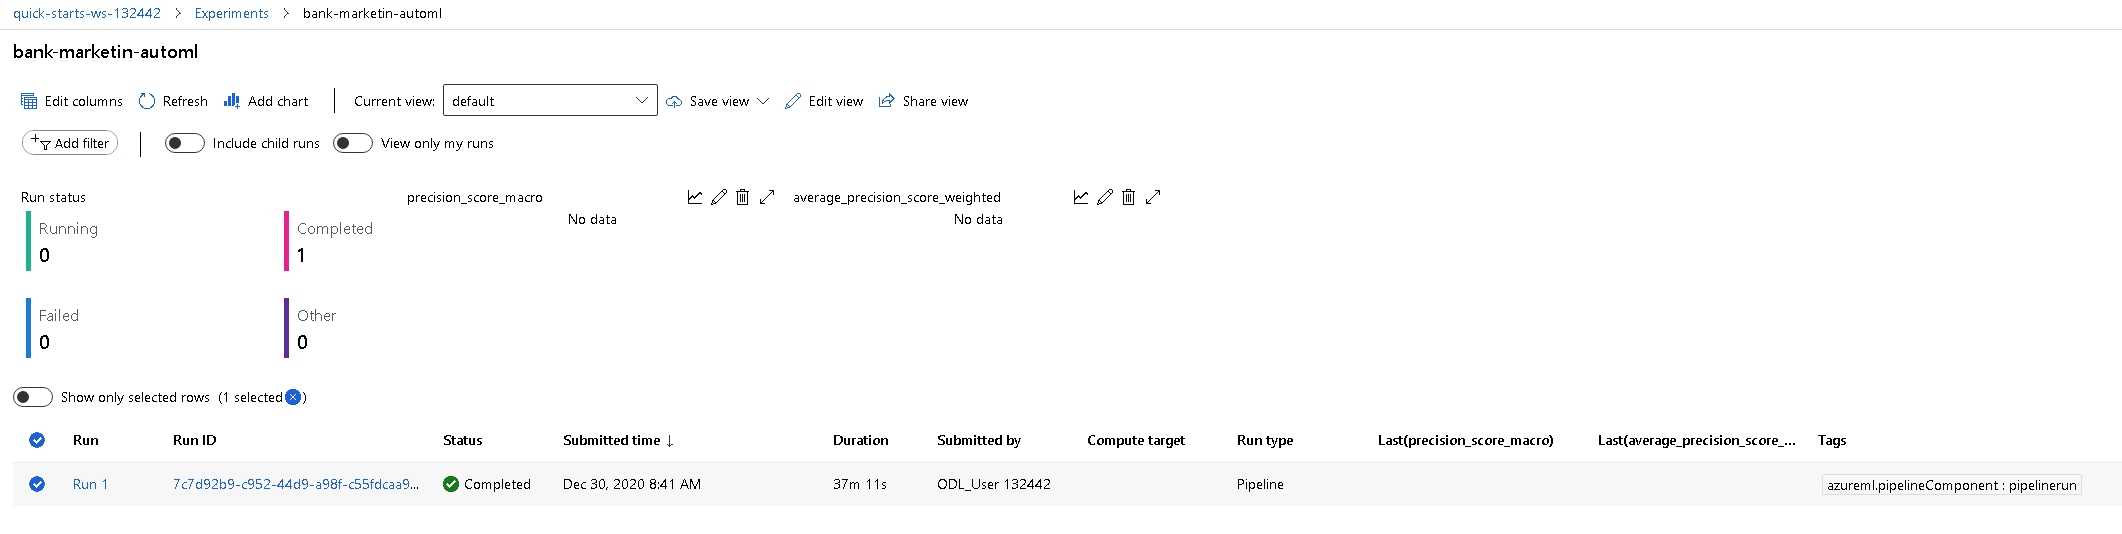 quick-starts-ws-132442 > Experiments > bank-marketin-automl
bank-marketin-automl
Edit columns Refresh Add chart Current view: default Save view Edit view Share view
Add filter Include child runs View only my runs
Run status
Running
0
Completed
1
Failed
0
Other
0
precision_score_macro
No data
average_precision_score_weighted
No data
Show only selected rows (1 selected )
Run Run ID Status Submitted time ↓ Duration Submitted by Compute target Run type Last(precision_score_macro) Last(average_precision_score_... Tags
Run 1 7c7d92b9-c952-44d9-a98f-c55fdcaa9... Completed Dec 30, 2020 8:41 AM 37m 11s ODL_User 132442 Pipeline azureml.pipelineComponent : pipelinerun